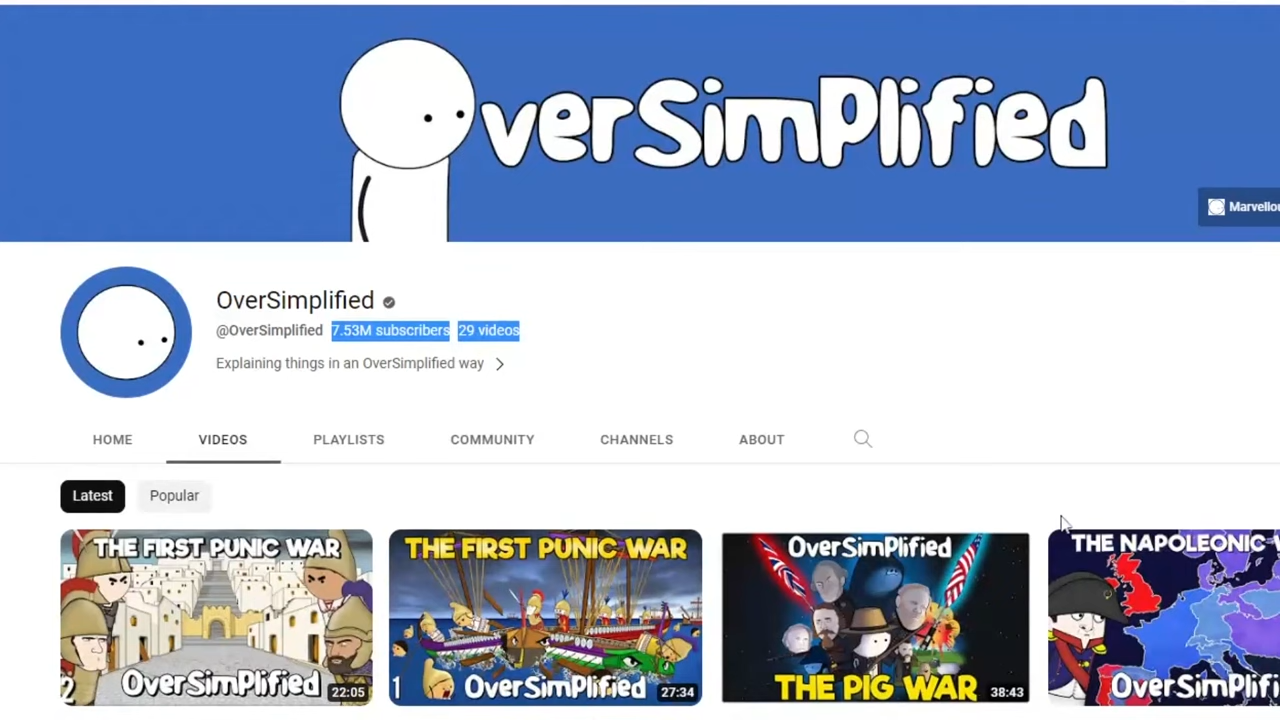 OverSimplified
Marvellou
OverSimplified
@OverSimplified 7.53M subscribers 29 videos
Explaining things in an OverSimplified way
HOME VIDEOS PLAYLISTS COMMUNITY CHANNELS ABOUT
Latest Popular
THE FIRST PUNIC WAR
2 OverSimplified 22:05
THE FIRST PUNIC WAR
1 OverSimplified 27:34
OverSimplified
THE PIG WAR 38:43
THE NAPOLEONIC
OverSimplifi